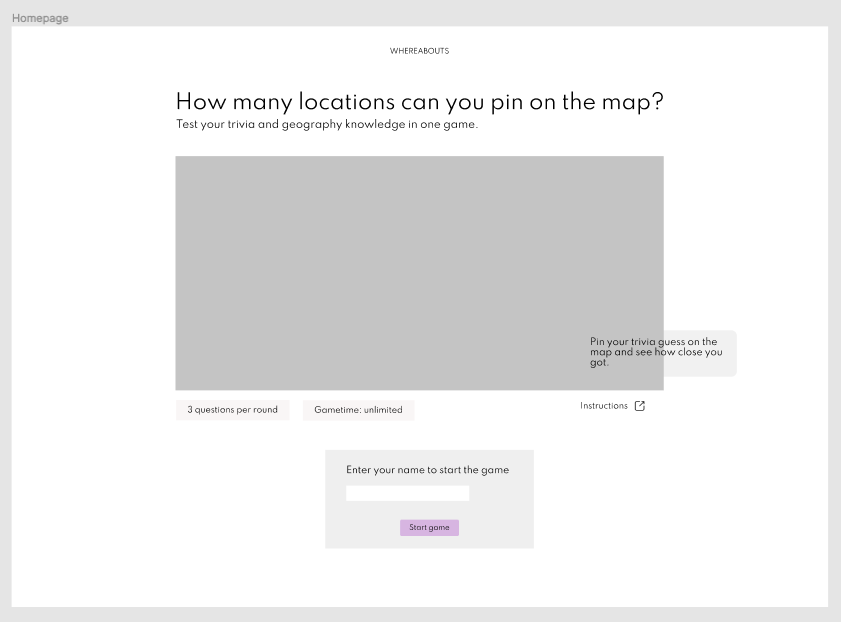 Homepage
WHEREABOUTS
How many locations can you pin on the map?
Test your trivia and geography knowledge in one game.
Pin your trivia guess on the
map and see how close you
got.
3 questions per round
Gametime: unlimited
Instructions
Enter your name to start the game
Start game